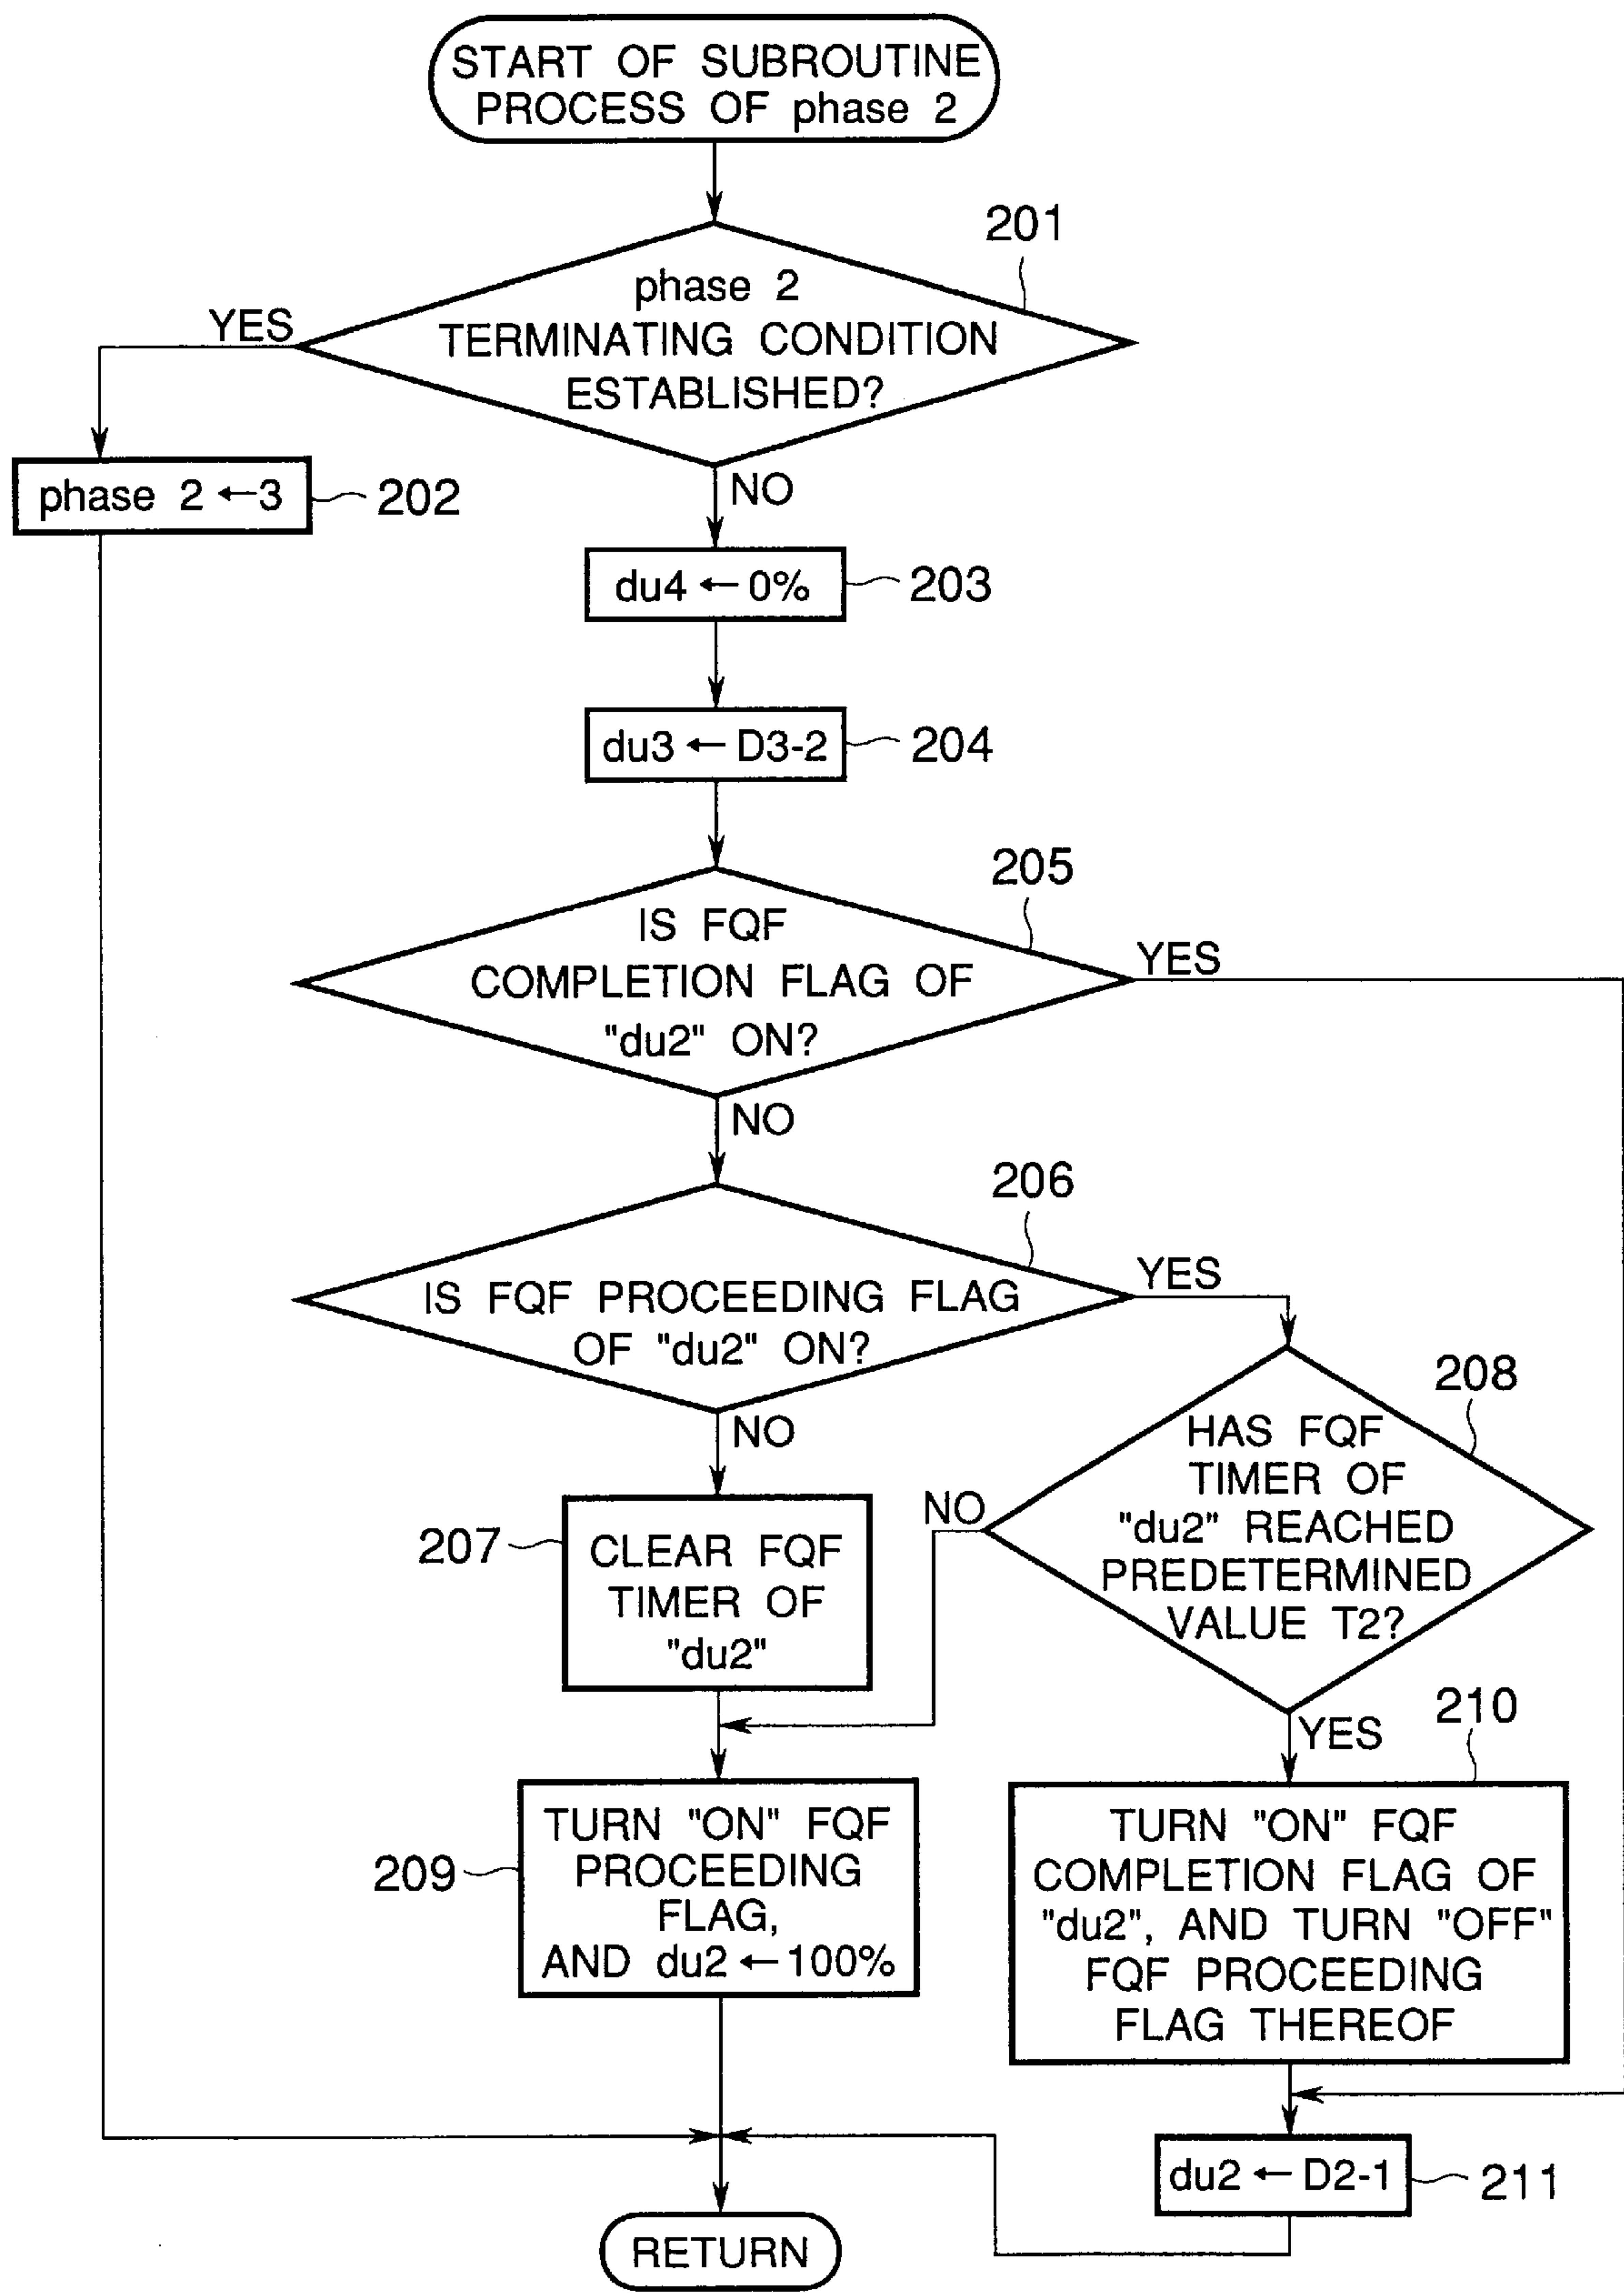 START OF SUBROUTINE
PROCESS OF phase 2
201
phase 2
TERMINATING CONDITION
ESTABLISHED?
YES
NO
phase 2 ←3
202
du4 ← 0%
203
du3 ← D3-2
204
205
IS FQF
COMPLETION FLAG OF
"du2" ON?
YES
NO
206
IS FQF PROCEEDING FLAG
OF "du2" ON?
YES
NO
208
HAS FQF
TIMER OF
"du2" REACHED
PREDETERMINED
VALUE T2?
NO
YES
207
CLEAR FQF
TIMER OF
"du2"
209
TURN "ON" FQF
PROCEEDING
FLAG,
AND du2 ← 100%
210
TURN "ON" FQF
COMPLETION FLAG OF
"du2", AND TURN "OFF"
FQF PROCEEDING
FLAG THEREOF
du2 ← D2-1
211
RETURN